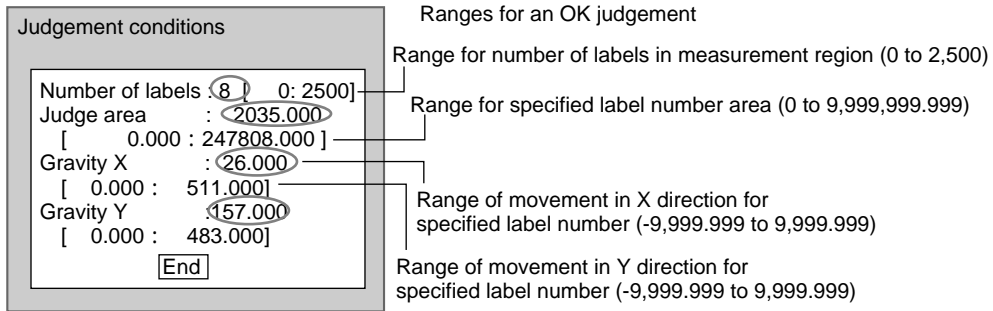 Judgement conditions
Number of labels : 8 [ 0: 2500]
Judge area : 2035.000
[ 0.000 : 247808.000 ]
Gravity X : 26.000
[ 0.000 : 511.000]
Gravity Y :157.000
[ 0.000 : 483.000]
End
Ranges for an OK judgement
Range for number of labels in measurement region (0 to 2,500)
Range for specified label number area (0 to 9,999,999.999)
Range of movement in X direction for
specified label number (-9,999.999 to 9,999.999)
Range of movement in Y direction for
specified label number (-9,999.999 to 9,999.999)